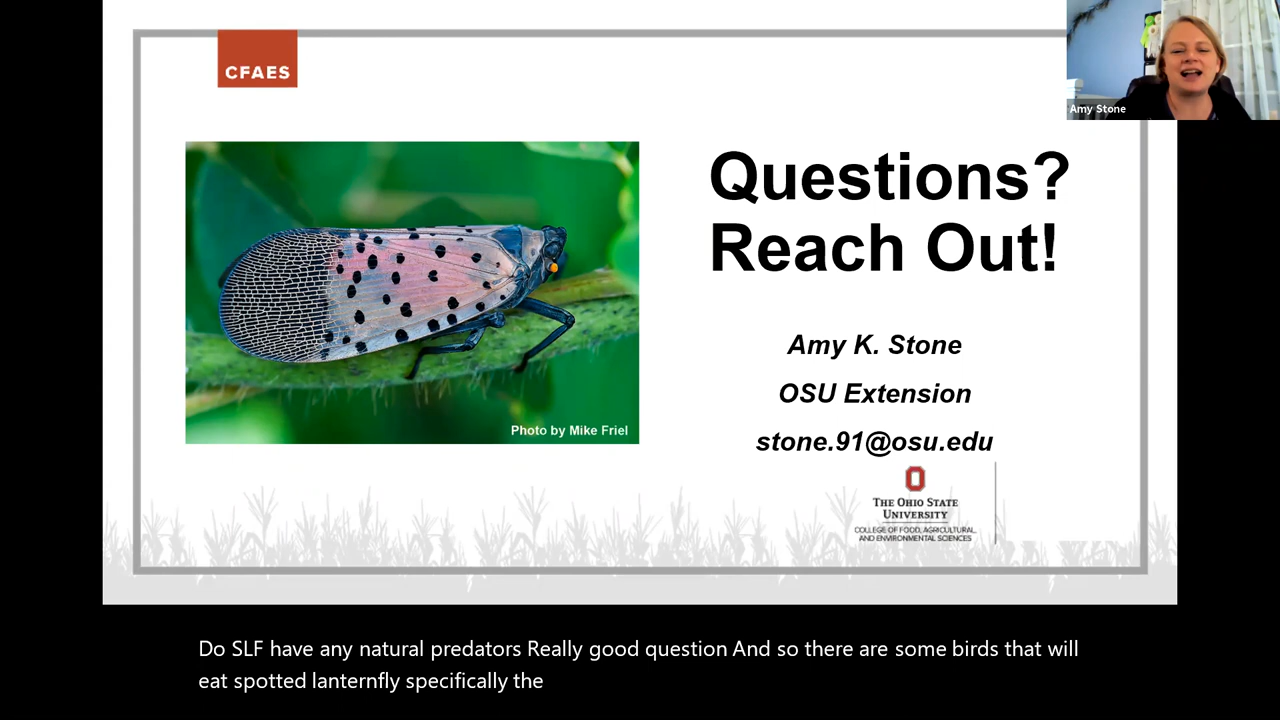 CFAES
Amy Stone
Questions?
Reach Out!
Photo by Mike Friel
Amy K. Stone
OSU Extension
stone.91@osu.edu
THE OHIO STATE
UNIVERSITY
COLLEGE OF FOOD, AGRICULTURAL,
AND ENVIRONMENTAL SCIENCES
Do SLF have any natural predators Really good question And so there are some birds that will
eat spotted lanternfly specifically the